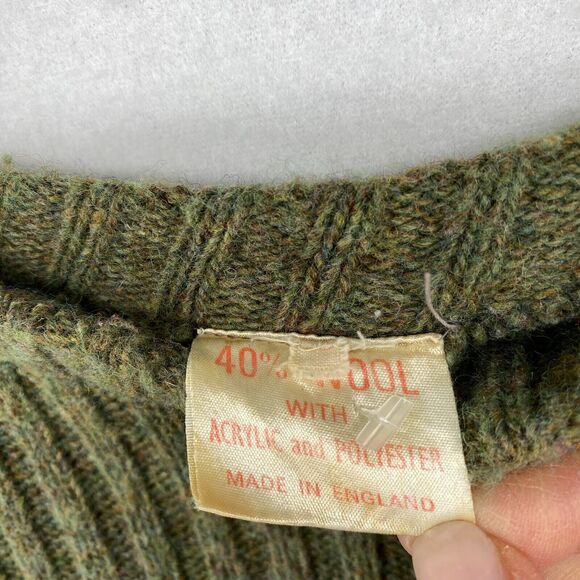 40% WOOL
WITH
ACRYLIC and POLYESTER
MADE IN ENGLAND